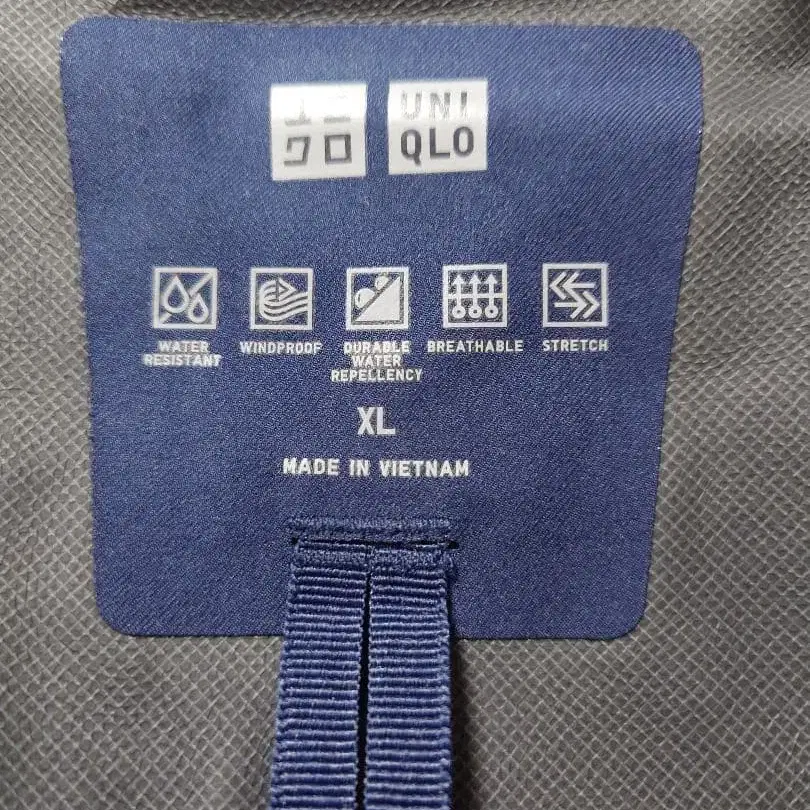 ユニ
クロ
UNI
QLO
WATER
RESISTANT
WINDPROOF
DURABLE
WATER
REPELLENCY
BREATHABLE
STRETCH
XL
MADE IN VIETNAM